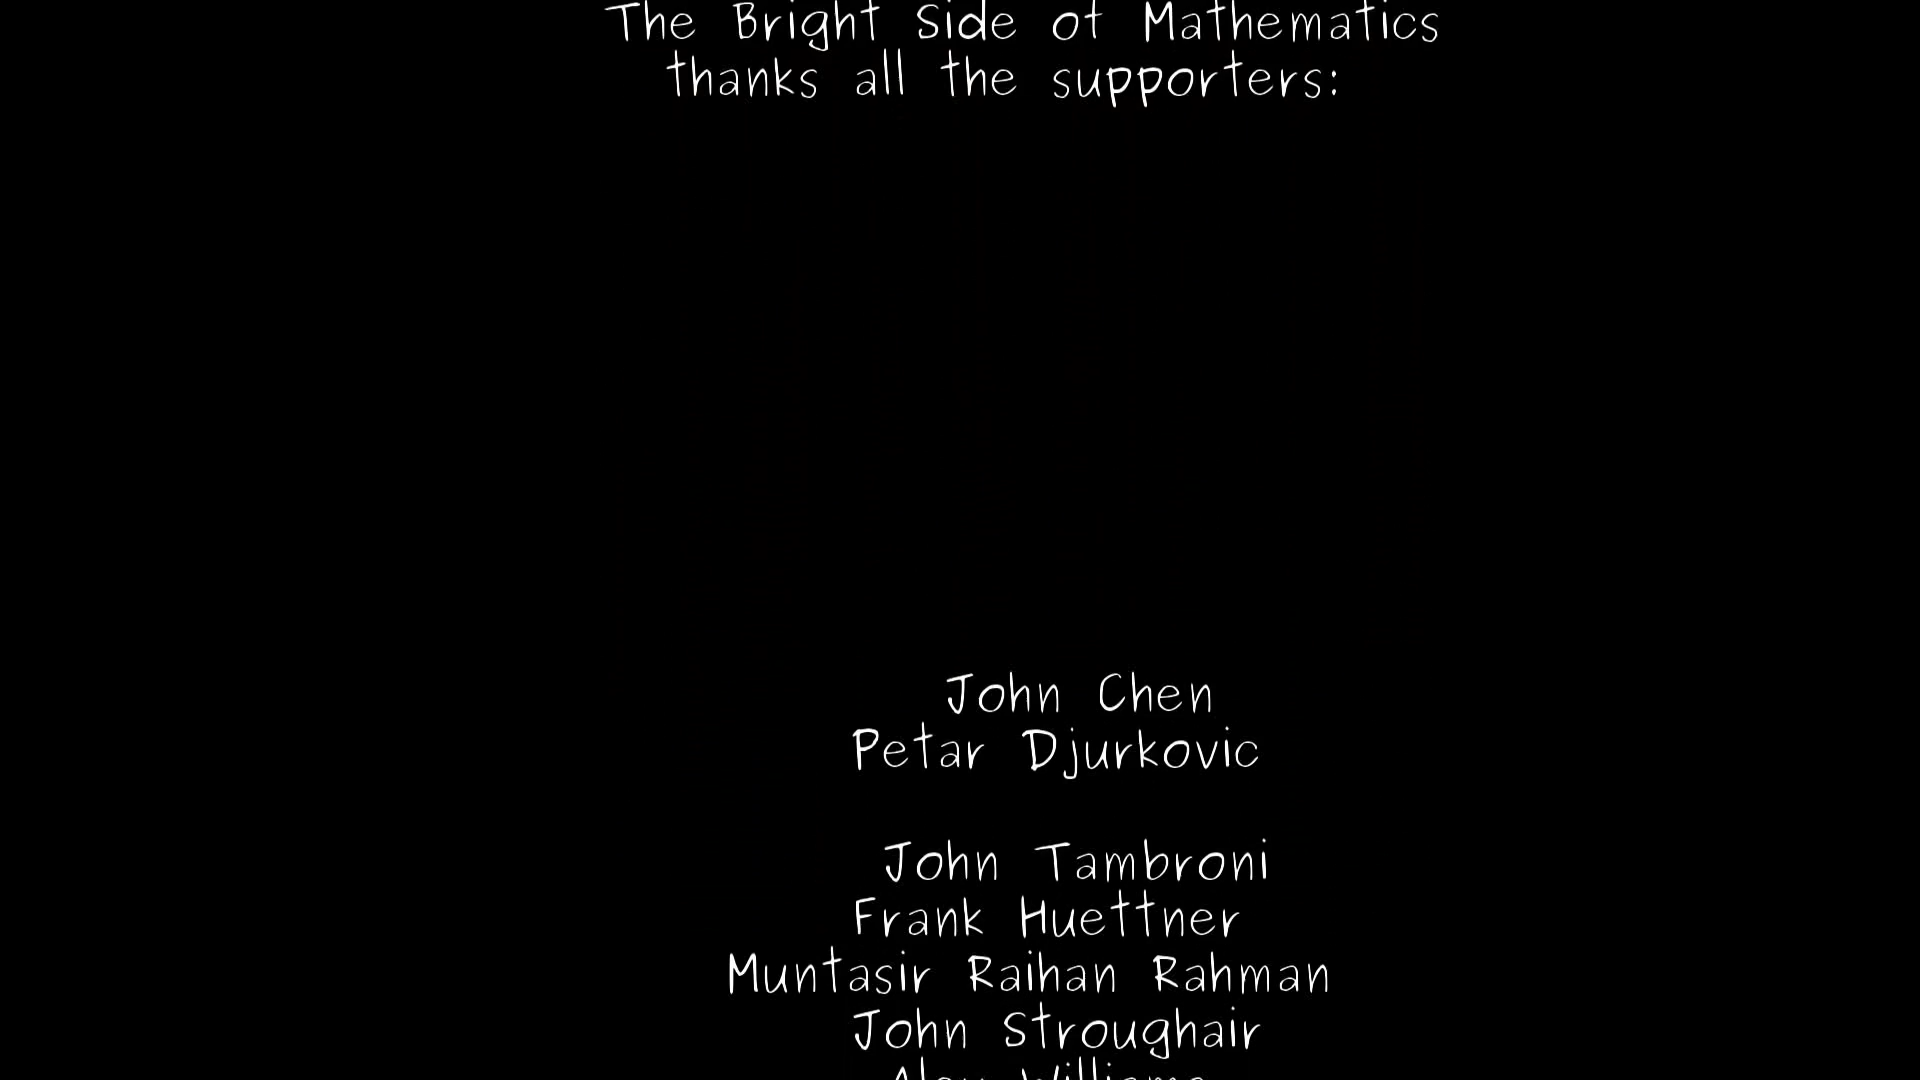 The Bright Side of Mathematics
thanks all the supporters:
John Chen
Petar Djurkovic
John Tambroni
Frank Huettner
Muntasir Raihan Rahman
John Stroughair